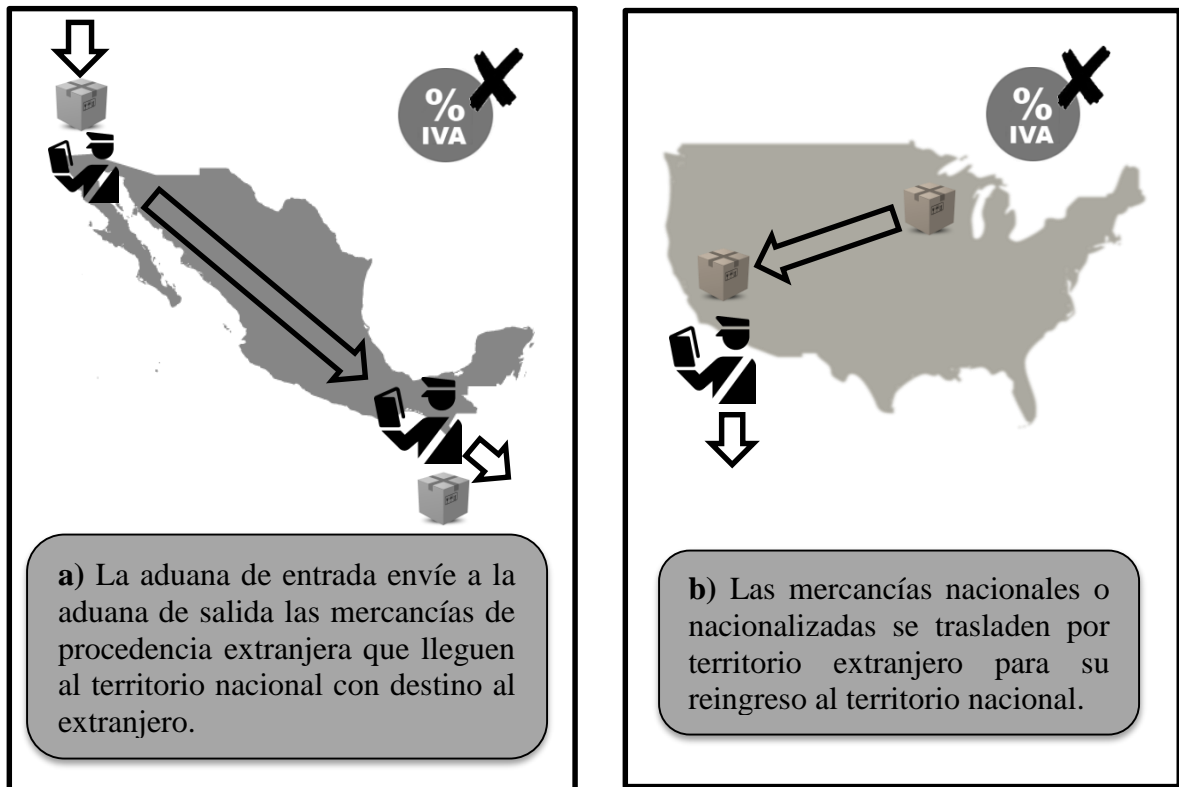 %
IVA
a) La aduana de entrada envíe a la
aduana de salida las mercancías de
procedencia extranjera que lleguen
al territorio nacional con destino al
extranjero.
%
IVA
b) Las mercancías nacionales o
nacionalizadas se trasladen por
territorio extranjero para su
reingreso al territorio nacional.